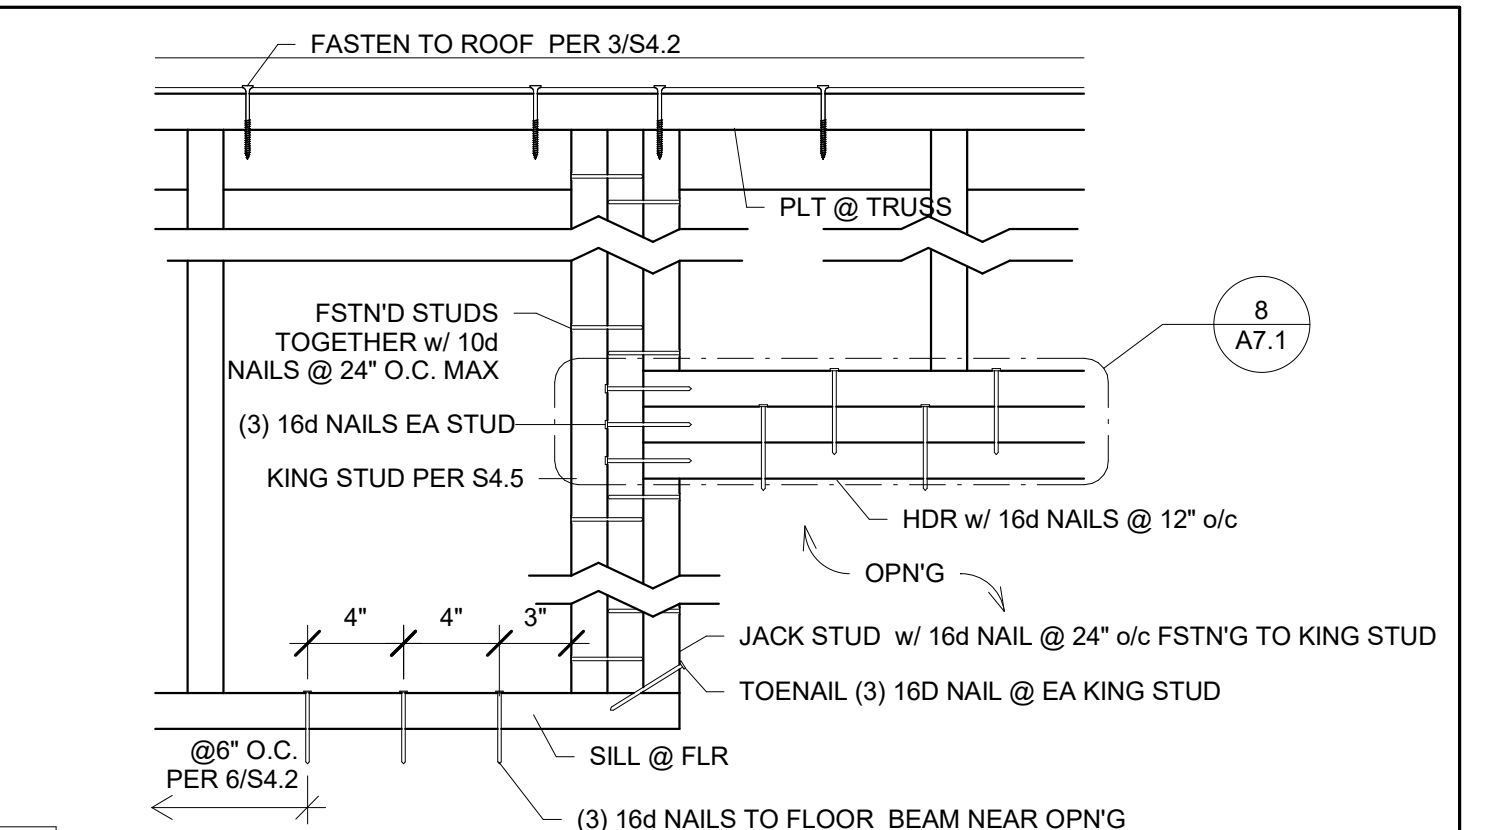 FASTEN TO ROOF PER 3/S4.2
PLT @ TRUSS
FSTN'D STUDS
TOGETHER w/ 10d
NAILS @ 24" O.C. MAX
8
A7.1
(3) 16d NAILS EA STUD
KING STUD PER S4.5
HDR w/ 16d NAILS @ 12" o/c
OPN'G
4"
4"
3"
JACK STUD w/ 16d NAIL @ 24" o/c FSTN'G TO KING STUD
TOENAIL (3) 16D NAIL @ EA KING STUD
@6" O.C.
PER 6/S4.2
SILL @ FLR
(3) 16d NAILS TO FLOOR BEAM NEAR OPN'G